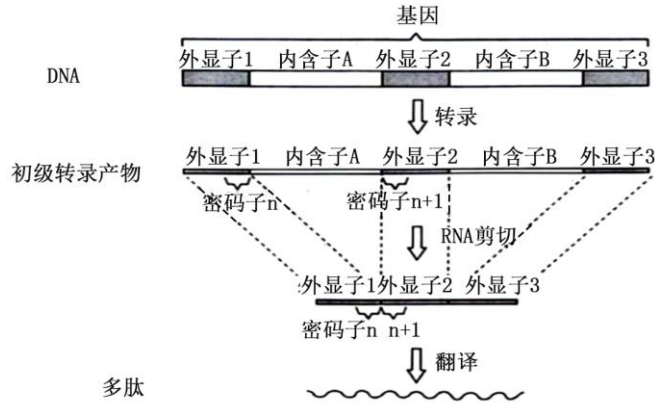 基因
外显子1 内含子A 外显子2 内含子B 外显子3
DNA
转录
外显子1 内含子A 外显子2 内含子B 外显子3
初级转录产物
密码子n 密码子n+1
RNA剪切
外显子1外显子2 外显子3
密码子n n+1
翻译
多肽